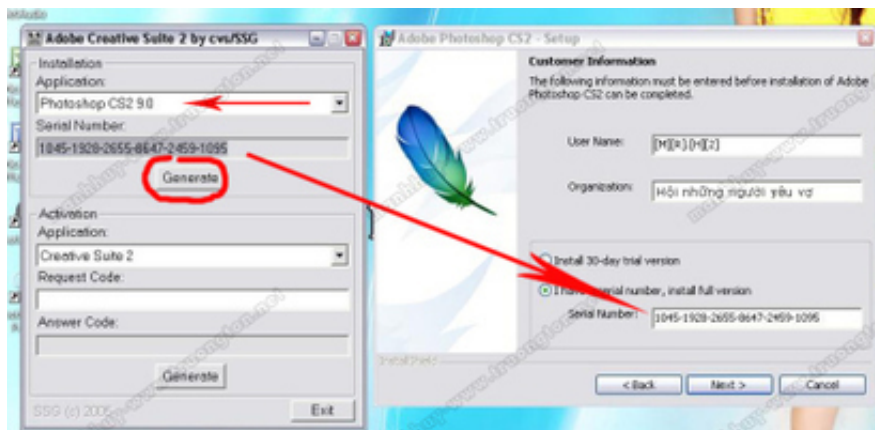 Adobe Creative Suite 2 by cvs/SSG
Installation
Application:
Photoshop CS2 9.0
Serial Number:
1045-1928-2655-8647-2459-1095
Generate
Activation
Application:
Creative Suite 2
Request Code:
Answer Code:
Generate
SSG (c) 2005
Exit
Adobe Photoshop CS2 - Setup
Customer Information
The following information must be entered before installation of Adobe
Photoshop CS2 can be completed.
User Name:
Organization:
Hội những người yêu vợ
Install 30-day trial version
I have a serial number, install full version
Serial Number:
1045-1928-2655-8647-2459-1095
InstallShield
< Back
Next >
Cancel